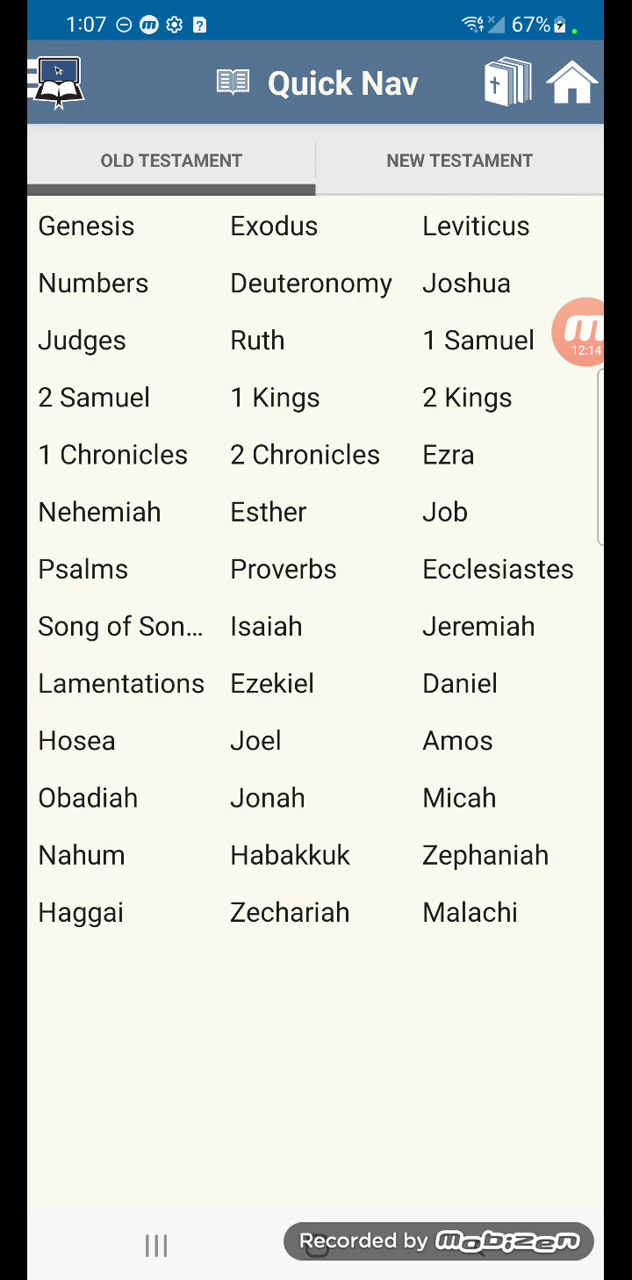 1:07 67%
Quick Nav
OLD TESTAMENT NEW TESTAMENT
Genesis Exodus Leviticus
Numbers Deuteronomy Joshua
Judges Ruth 1 Samuel
12:14
2 Samuel 1 Kings 2 Kings
1 Chronicles 2 Chronicles Ezra
Nehemiah Esther Job
Psalms Proverbs Ecclesiastes
Song of Son... Isaiah Jeremiah
Lamentations Ezekiel Daniel
Hosea Joel Amos
Obadiah Jonah Micah
Nahum Habakkuk Zephaniah
Haggai Zechariah Malachi
Recorded by mobizen